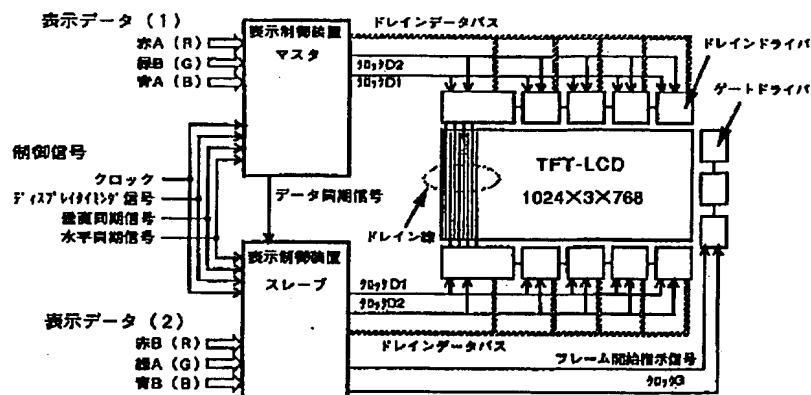 表示データ (1)
赤A (R)
緑B (G)
青A (B)
表示制御装置
マスタ
ドレインデータバス
クロックD2
クロックD1
ドレインドライバ
ゲートドライバ
制御信号
クロック
ディスプレイタイミング信号
垂直同期信号
水平同期信号
データ同期信号
TFT-LCD
1024×3×768
ドレイン線
表示制御装置
スレーブ
クロックD1
クロックD2
ドレインデータバス
フレーム開始指示信号
クロックG
表示データ (2)
赤B (R)
緑A (G)
青B (B)